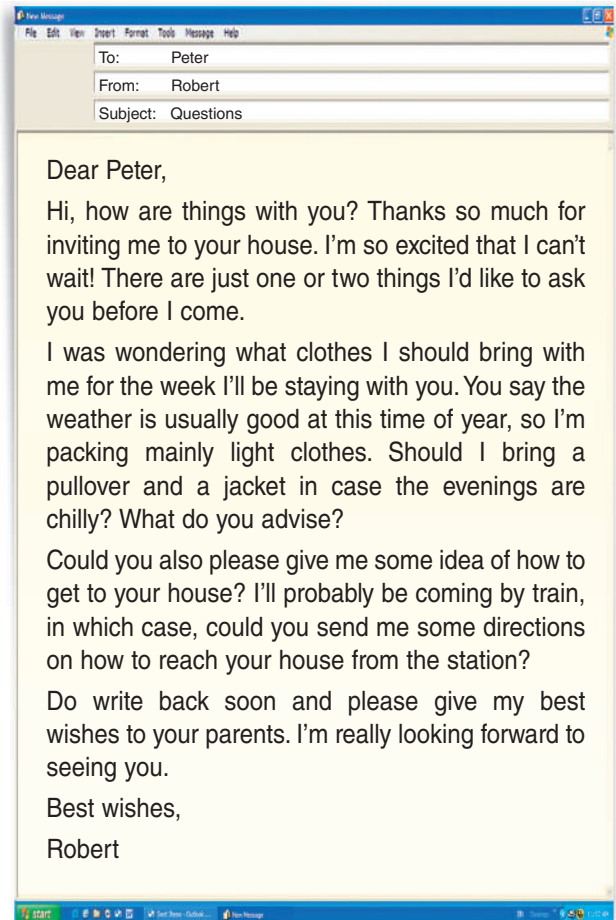 New Message
File Edit View Insert Format Tools Message Help
To: Peter
From: Robert
Subject: Questions
Dear Peter,
Hi, how are things with you? Thanks so much for
inviting me to your house. I'm so excited that I can't
wait! There are just one or two things I'd like to ask
you before I come.
I was wondering what clothes I should bring with
me for the week I'll be staying with you. You say the
weather is usually good at this time of year, so I'm
packing mainly light clothes. Should I bring a
pullover and a jacket in case the evenings are
chilly? What do you advise?
Could you also please give me some idea of how to
get to your house? I'll probably be coming by train,
in which case, could you send me some directions
on how to reach your house from the station?
Do write back soon and please give my best
wishes to your parents. I'm really looking forward to
seeing you.
Best wishes,
Robert
start New Message